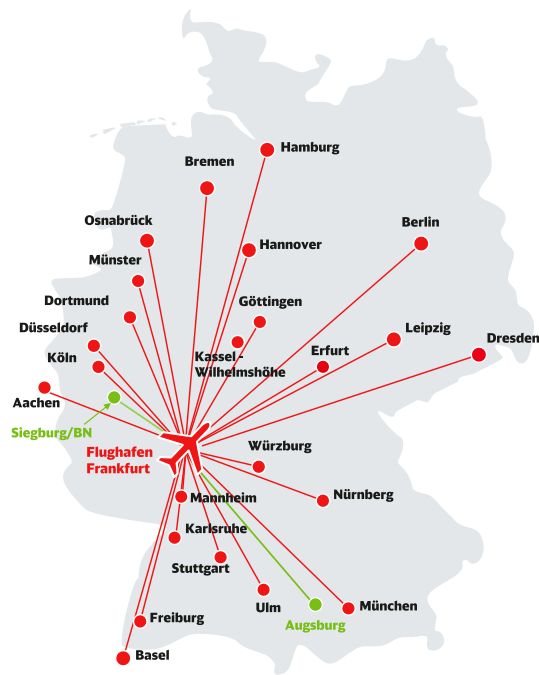 Hamburg
Bremen
Osnabrück
Berlin
Hannover
Münster
Dortmund
Göttingen
Düsseldorf
Leipzig
Dresden
Köln
Kassel -
Wilhelmshöhe
Erfurt
Aachen
Siegburg/BN
Flughafen
Frankfurt
Würzburg
Mannheim
Nürnberg
Karlsruhe
Stuttgart
Ulm
München
Freiburg
Augsburg
Basel